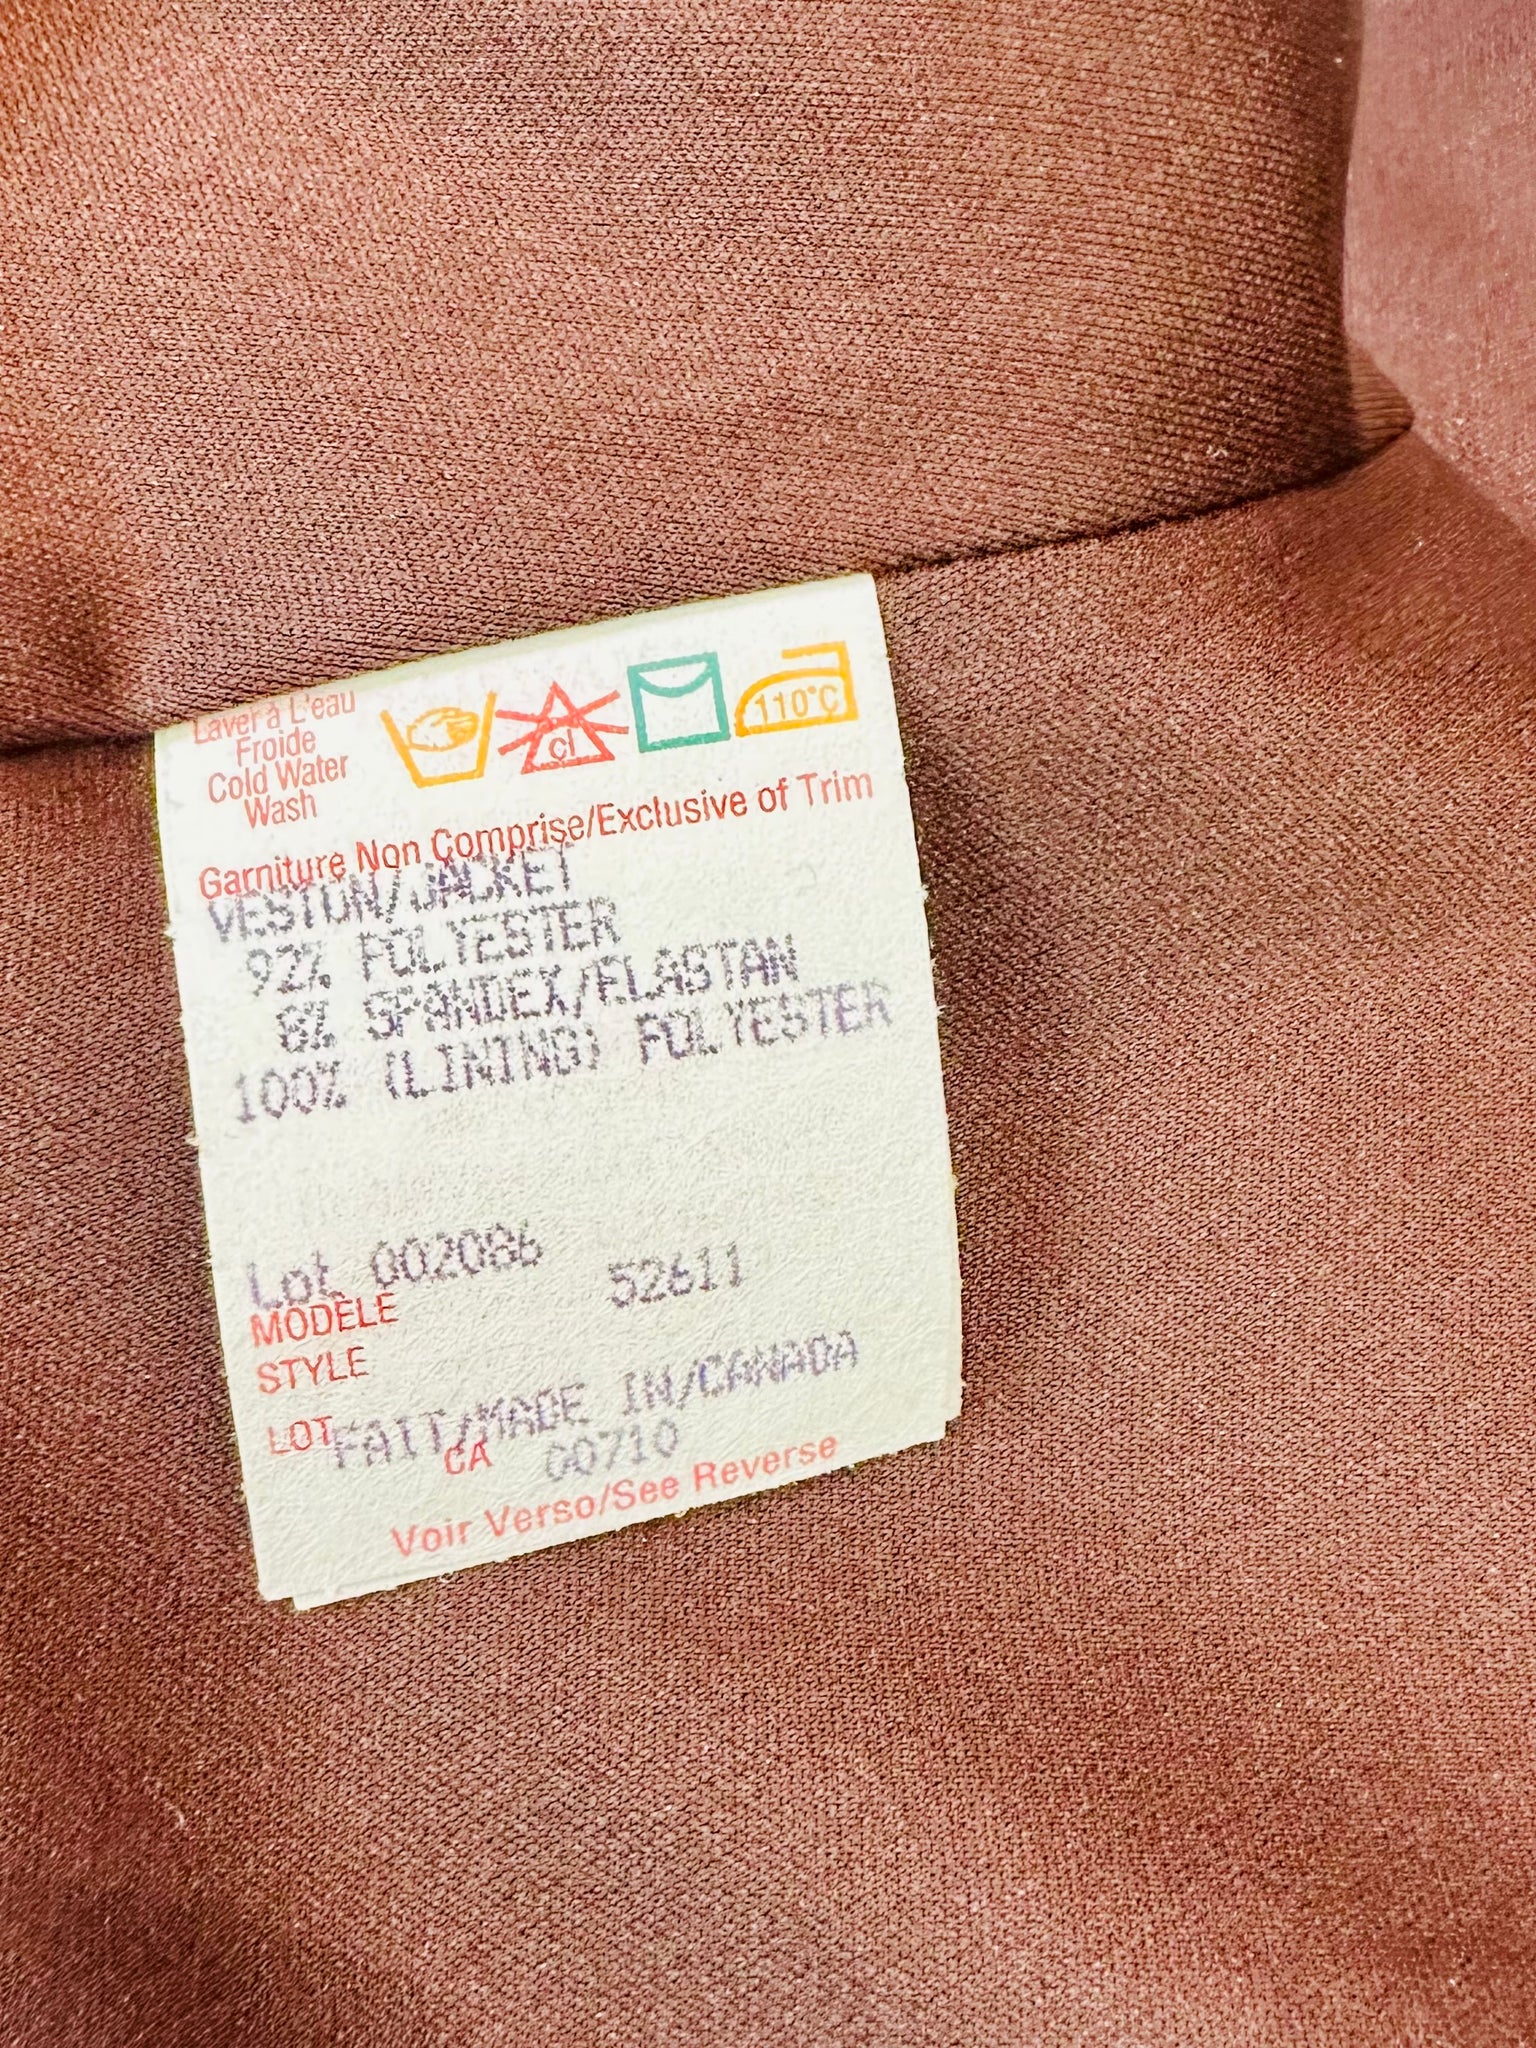 Laver à L'eau
Froide
Cold Water
Wash
cl
110°C
Garniture Non Comprise/Exclusive of Trim
VESTON/JACKET
92% POLYESTER
8% SPANDEX/ELASTAN
100% (LINING) POLYESTER
Lot 002086
52611
MODÈLE
STYLE
LOT
FAIT/MADE IN/CANADA
CA 00710
Voir Verso/See Reverse